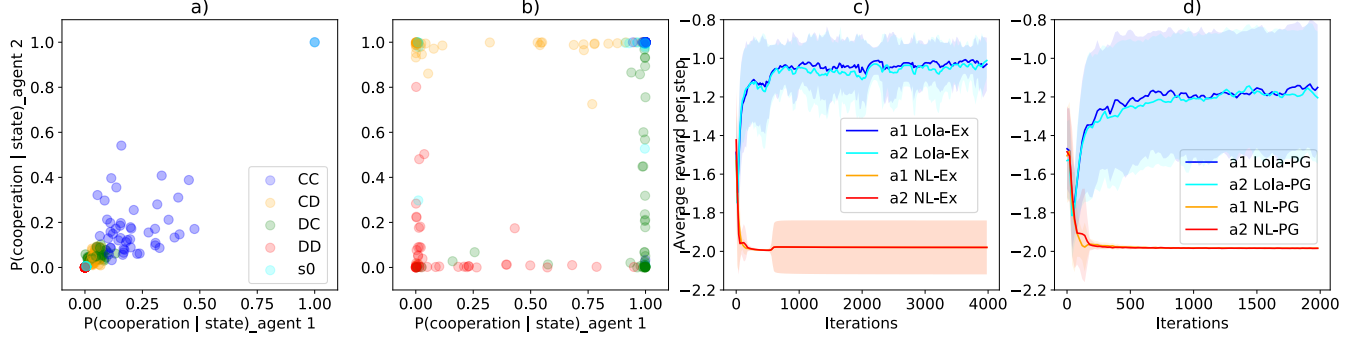 a)
P(cooperation | state)_agent 2
1.0
0.8
0.6
0.4
0.2
0.0
CC
CD
DC
DD
s0
0.00
0.25
0.50
0.75
1.00
P(cooperation | state)_agent 1
b)
1.0
0.8
0.6
0.4
0.2
0.0
0.00
0.25
0.50
0.75
1.00
P(cooperation | state)_agent 1
c)
Average reward per step
−0.8
−1.0
−1.2
−1.4
−1.6
−1.8
−2.0
−2.2
a1 Lola-Ex
a2 Lola-Ex
a1 NL-Ex
a2 NL-Ex
0
1000
2000
3000
4000
Iterations
d)
−0.8
−1.0
−1.2
−1.4
−1.6
−1.8
−2.0
−2.2
a1 Lola-PG
a2 Lola-PG
a1 NL-PG
a2 NL-PG
0
500
1000
1500
2000
Iterations